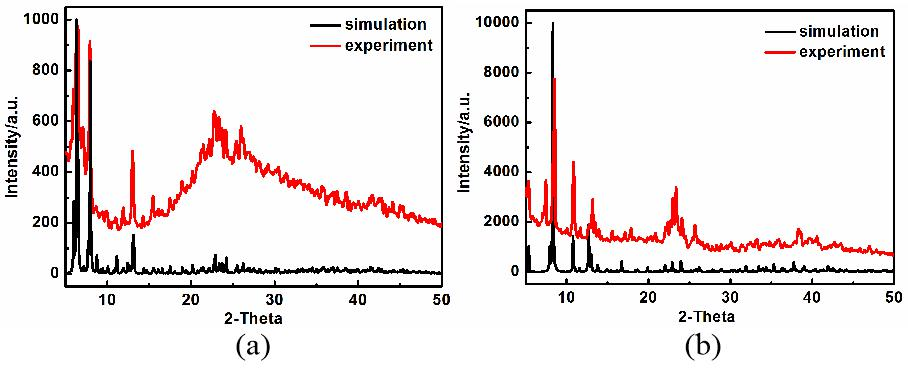 1000
800
600
400
200
0
Intensity/a.u.
simulation
experiment
10 20 30 40 50
2-Theta
(a)
10000
8000
6000
4000
2000
0
Intensity/a.u.
simulation
experiment
10 20 30 40 50
2-Theta
(b)